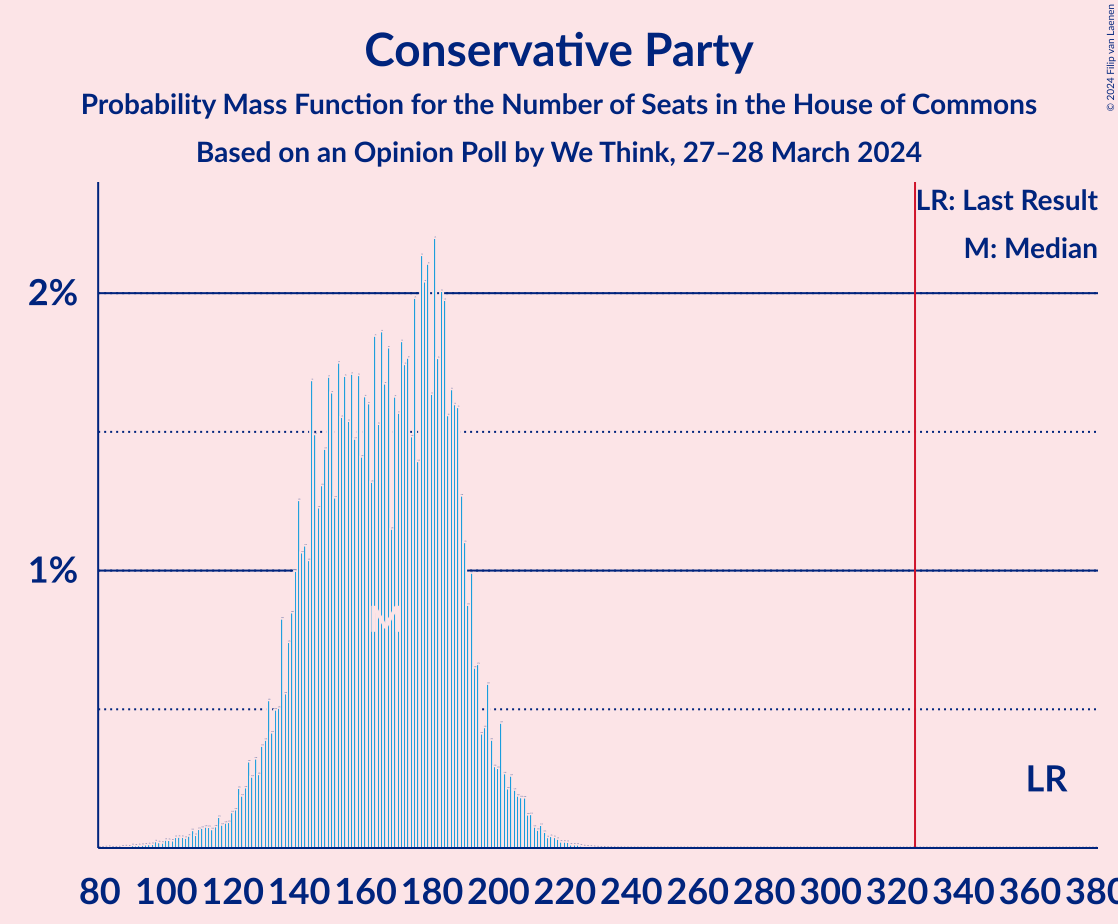 Conservative Party
Probability Mass Function for the Number of Seats in the House of Commons
Based on an Opinion Poll by We Think, 27–28 March 2024
© 2024 Filip van Laenen
LR: Last Result
M: Median
2%
1%
M
LR
80 100 120 140 160 180 200 220 240 260 280 300 320 340 360 380